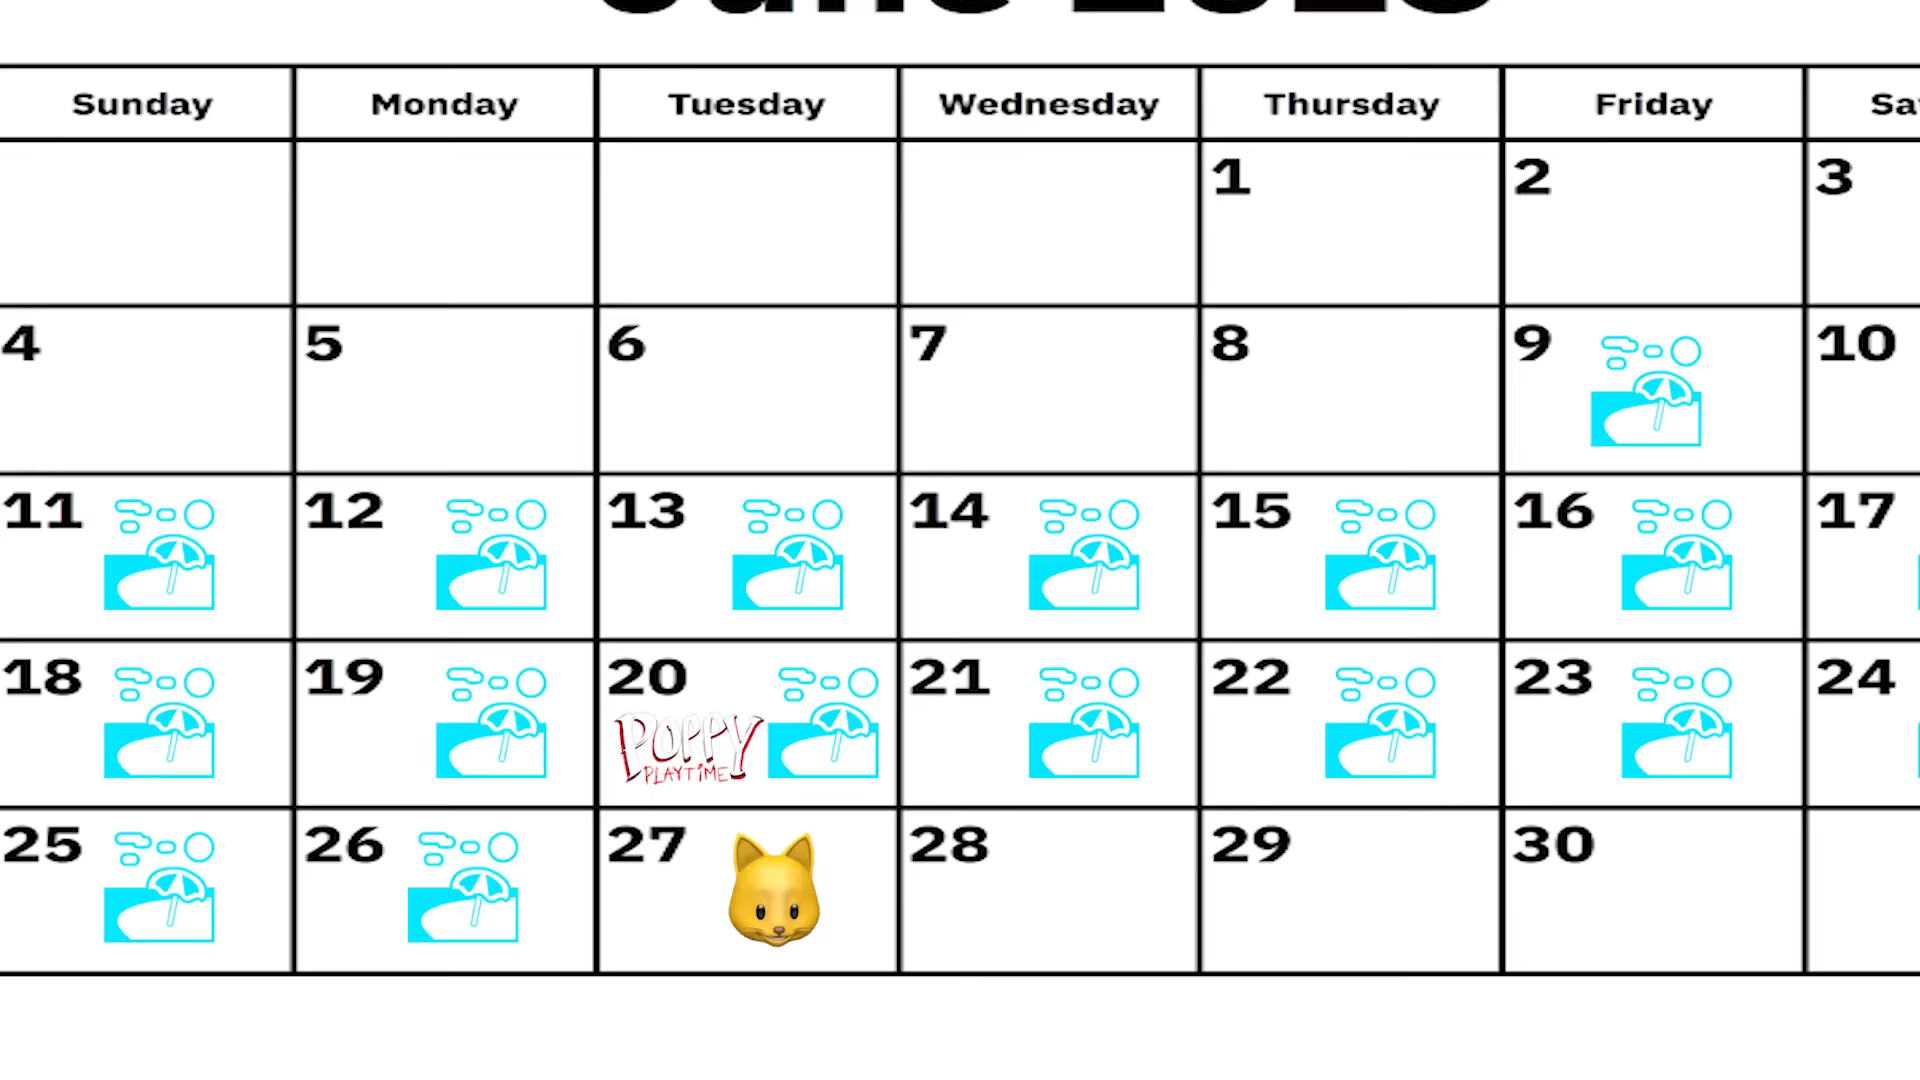 June 2023
Sunday Monday Tuesday Wednesday Thursday Friday
1 2 3
4 5 6 7 8 9 10
11 12 13 14 15 16 17
18 19 20 21 22 23 24
POPPY
PLAYTIME
25 26 27 28 29 30